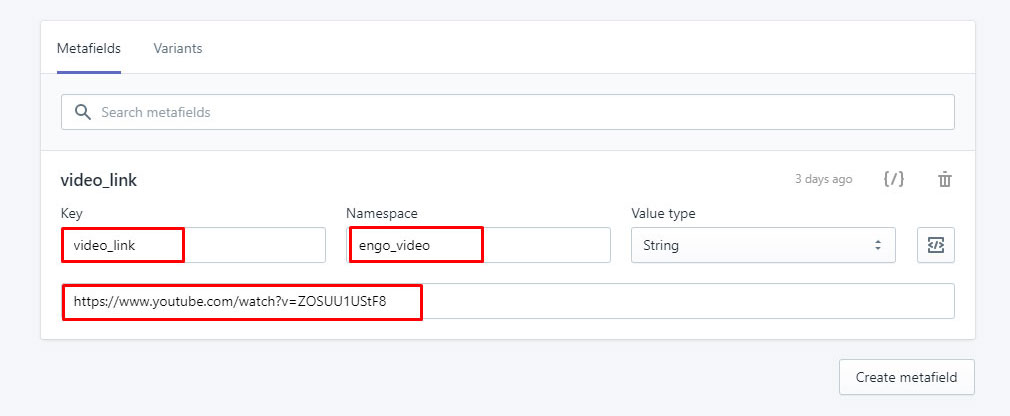 Metafields Variants
Search metafields
video_link 3 days ago {/}
Key Namespace Value type
video_link engo_video String </>
https://www.youtube.com/watch?v=ZOSUU1UStF8
Create metafield